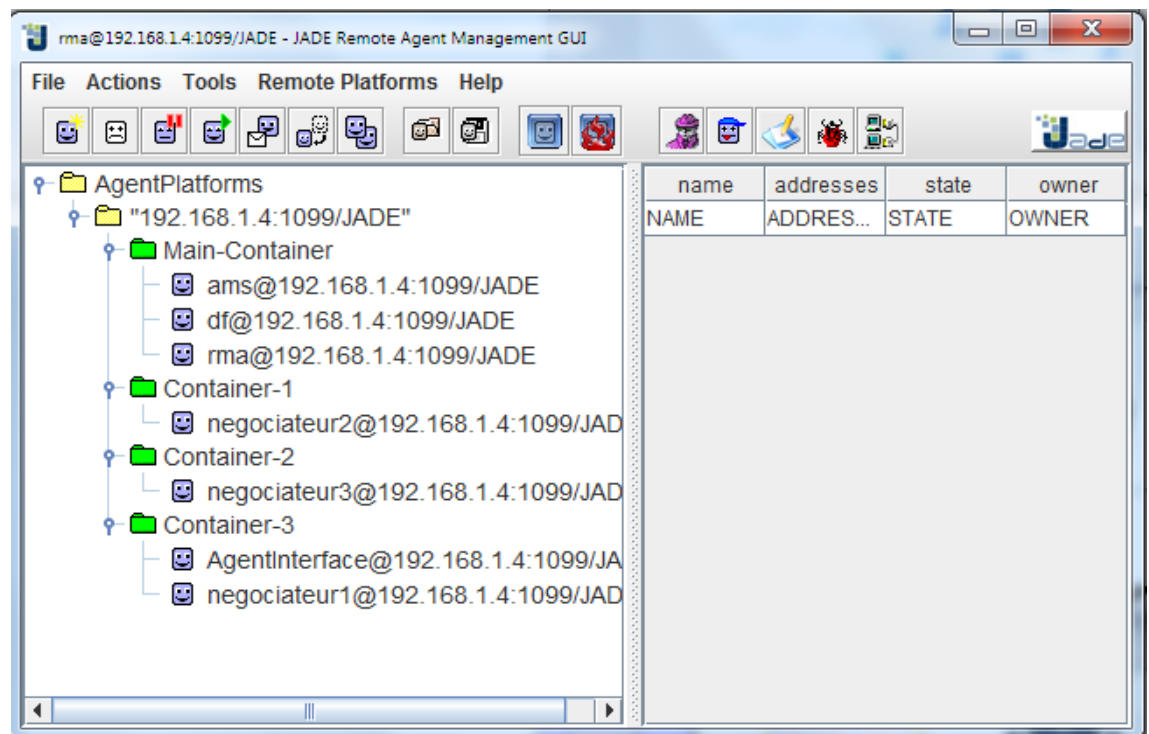 rma@192.168.1.4:1099/JADE - JADE Remote Agent Management GUI
File Actions Tools Remote Platforms Help
Jade
AgentPlatforms
"192.168.1.4:1099/JADE"
Main-Container
ams@192.168.1.4:1099/JADE
df@192.168.1.4:1099/JADE
rma@192.168.1.4:1099/JADE
Container-1
negociateur2@192.168.1.4:1099/JAD
Container-2
negociateur3@192.168.1.4:1099/JAD
Container-3
AgentInterface@192.168.1.4:1099/JA
negociateur1@192.168.1.4:1099/JAD
name addresses state owner
NAME ADDRES... STATE OWNER